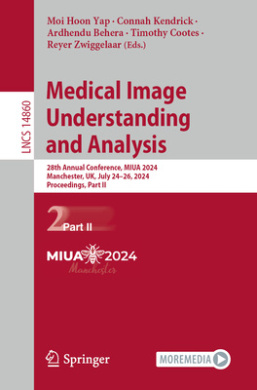 Moi Hoon Yap • Connah Kendrick •
Ardhendu Behera • Timothy Cootes •
Reyer Zwiggelaar (Eds.)
LNCS 14860
Medical Image
Understanding
and Analysis
28th Annual Conference, MIUA 2024
Manchester, UK, July 24–26, 2024
Proceedings, Part II
2 Part II
MIUA 2024
Manchester
Springer
MOREMEDIA